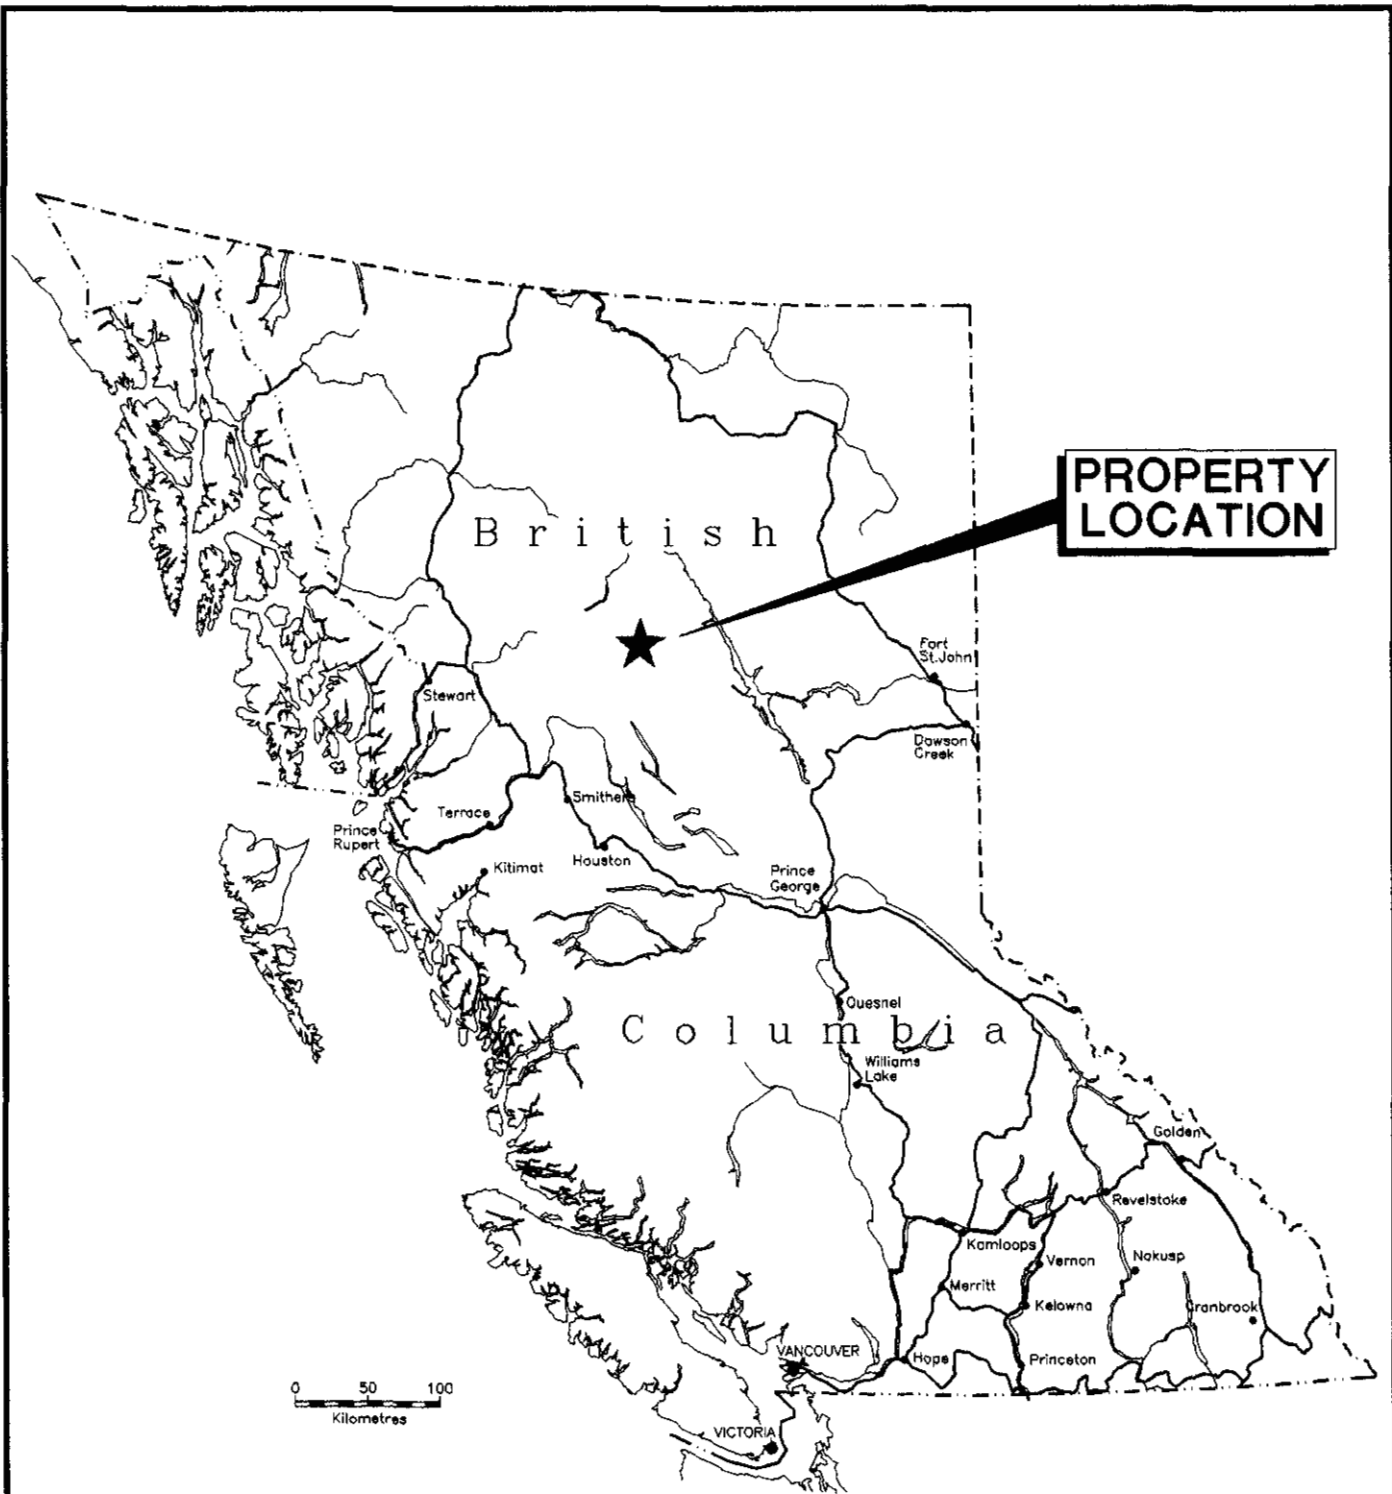 PROPERTY
LOCATION
British
Fort
St.John
Stewart
Dawson
Creek
Smithers
Terrace
Prince
Rupert
Houston
Kitimat
Prince
George
Quesnel
Columbia
Williams
Lake
Golden
Revelstoke
Kamloops
Vernon
Nakusp
Merritt
Kelowna
Cranbrook
VANCOUVER
Hope
Princeton
0 50 100
Kilometres
VICTORIA